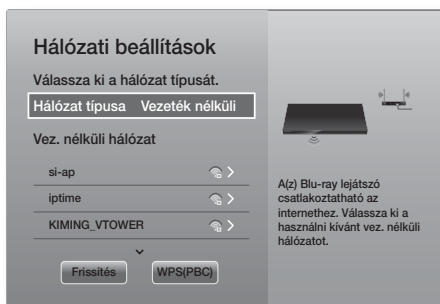 Hálózati beállítások
Válassza ki a hálózat típusát.
Hálózat típusa Vezeték nélküli
Vez. nélküli hálózat
si-ap
iptime
KIMING_VTOWER
Frissítés WPS(PBC)
A(z) Blu-ray lejátszó
csatlakoztatható az
internethez. Válassza ki a
használni kívánt vez. nélküli
hálózatot.